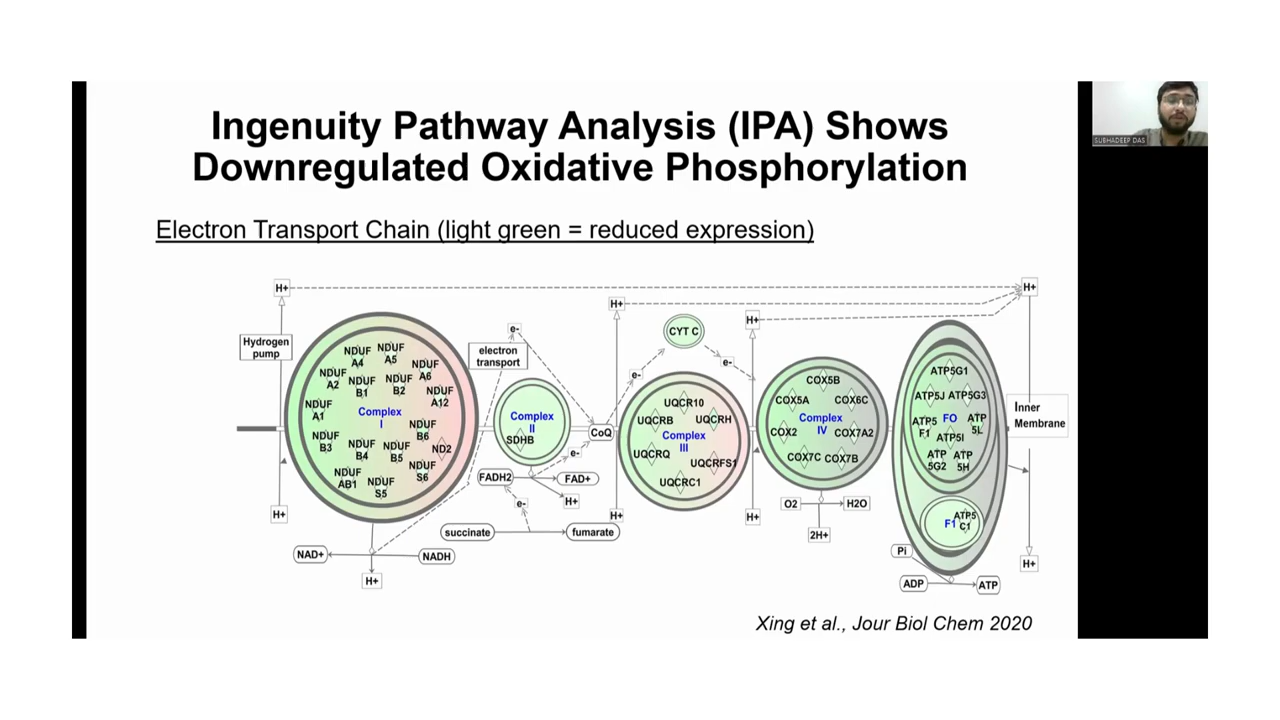 Ingenuity Pathway Analysis (IPA) Shows
Downregulated Oxidative Phosphorylation
SUBHADEEP DAS
Electron Transport Chain (light green = reduced expression)
H+
H+
H+
H+
H+
Hydrogen
pump
electron
transport
e-
e-
e-
e-
e-
CYT C
CoQ
NDUF
A4
NDUF
A5
NDUF
A2
NDUF
B1
NDUF
B2
NDUF
A6
NDUF
A12
NDUF
A1
Complex
I
NDUF
B6
NDUF
B3
NDUF
B4
NDUF
B5
ND2
NDUF
AB1
NDUF
S5
NDUF
S6
Complex
II
SDHB
FADH2
FAD+
H+
succinate
fumarate
UQCR10
UQCRB
UQCRH
Complex
III
UQCRQ
UQCRFS1
UQCRC1
COX5B
COX5A
COX6C
Complex
IV
COX2
COX7A2
COX7C
COX7B
ATP5G1
ATP5J
ATP5G3
ATP5
F1
FO
ATP
5L
ATP5I
ATP
5G2
ATP
5H
F1
ATP5
C1
Inner
Membrane
O2
H2O
2H+
H+
H+
H+
H+
NAD+
NADH
H+
Pi
ADP
ATP
Xing et al., Jour Biol Chem 2020